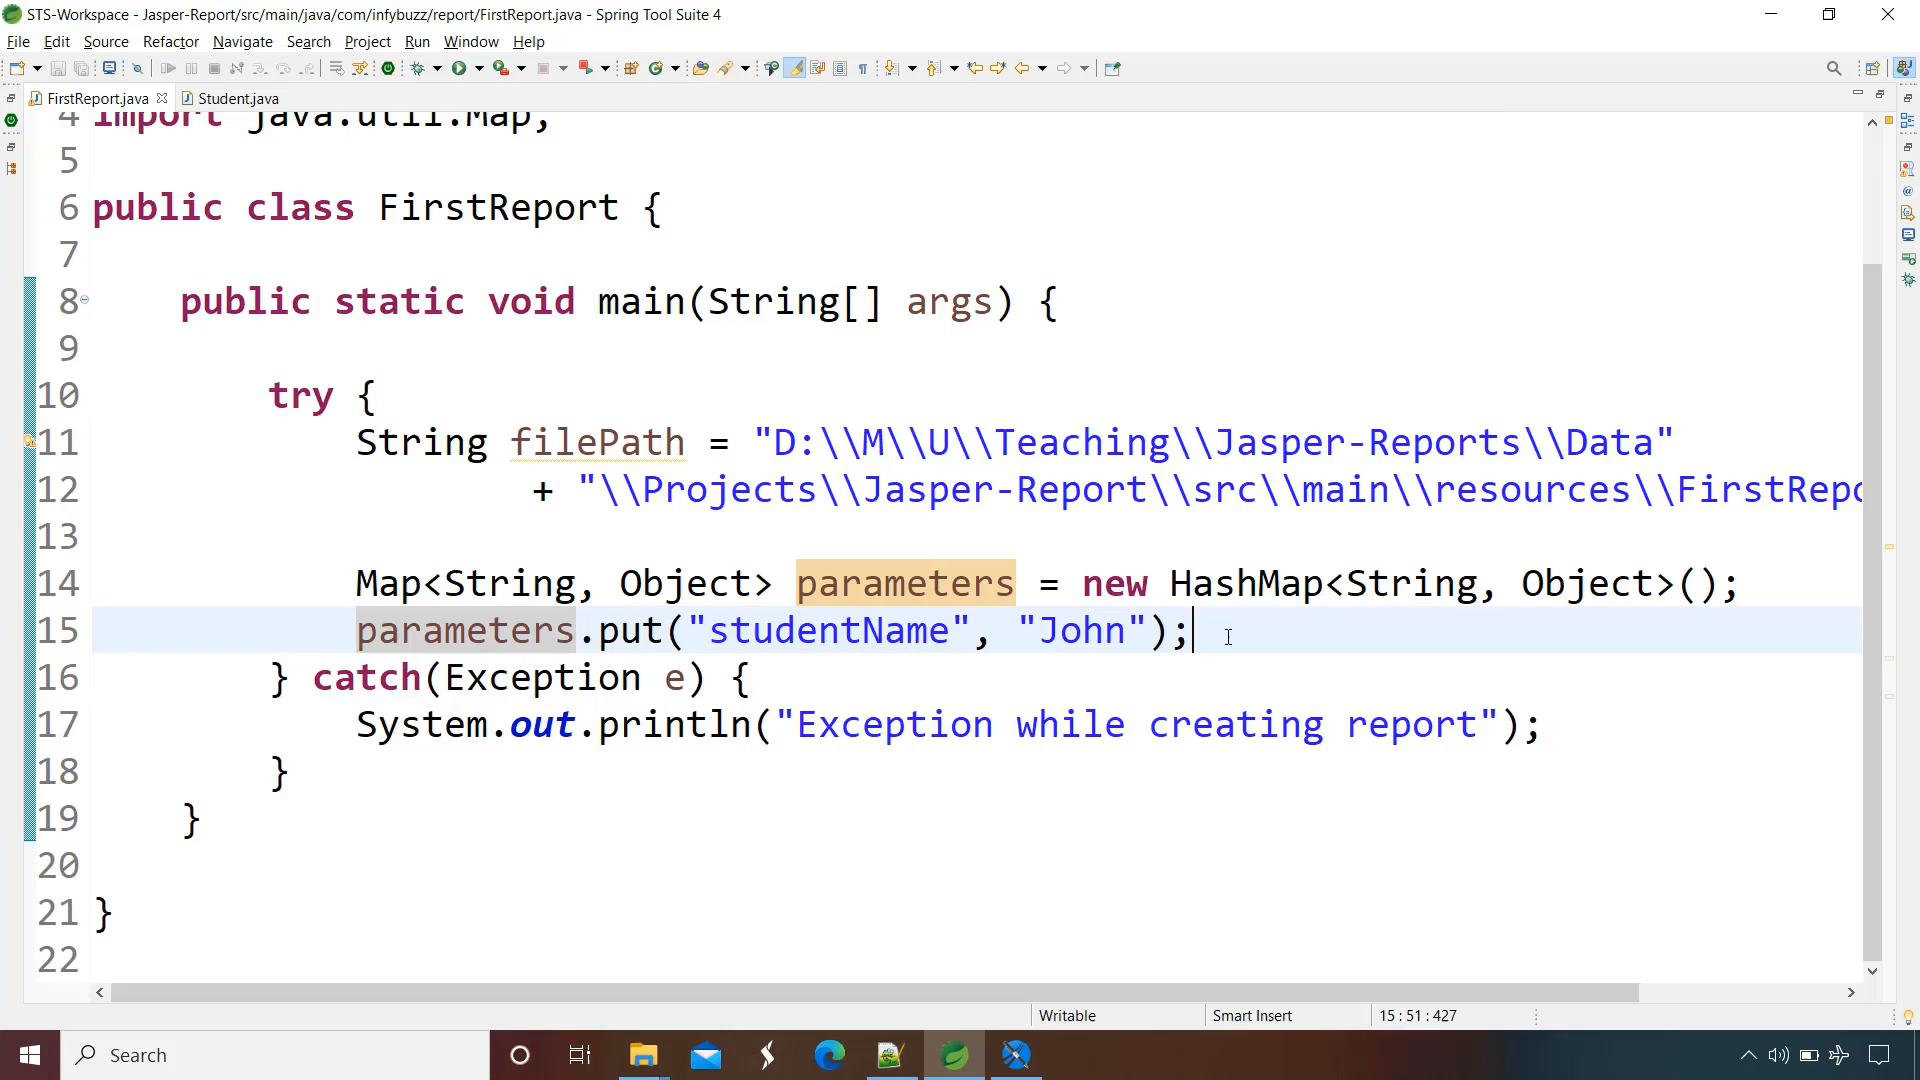 STS-Workspace - Jasper-Report/src/main/java/com/infybuzz/report/FirstReport.java - Spring Tool Suite 4
File Edit Source Refactor Navigate Search Project Run Window Help
FirstReport.java Student.java
4 import java.util.Map;
5
6 public class FirstReport {
7
8 public static void main(String[] args) {
9
10 try {
11 String filePath = "D:\\M\\U\\Teaching\\Jasper-Reports\\Data"
12 + "\\Projects\\Jasper-Report\\src\\main\\resources\\FirstRepo
13
14 Map<String, Object> parameters = new HashMap<String, Object>();
15 parameters.put("studentName", "John");
16 } catch(Exception e) {
17 System.out.println("Exception while creating report");
18 }
19 }
20
21 }
22
Writable Smart Insert 15 : 51 : 427
Search